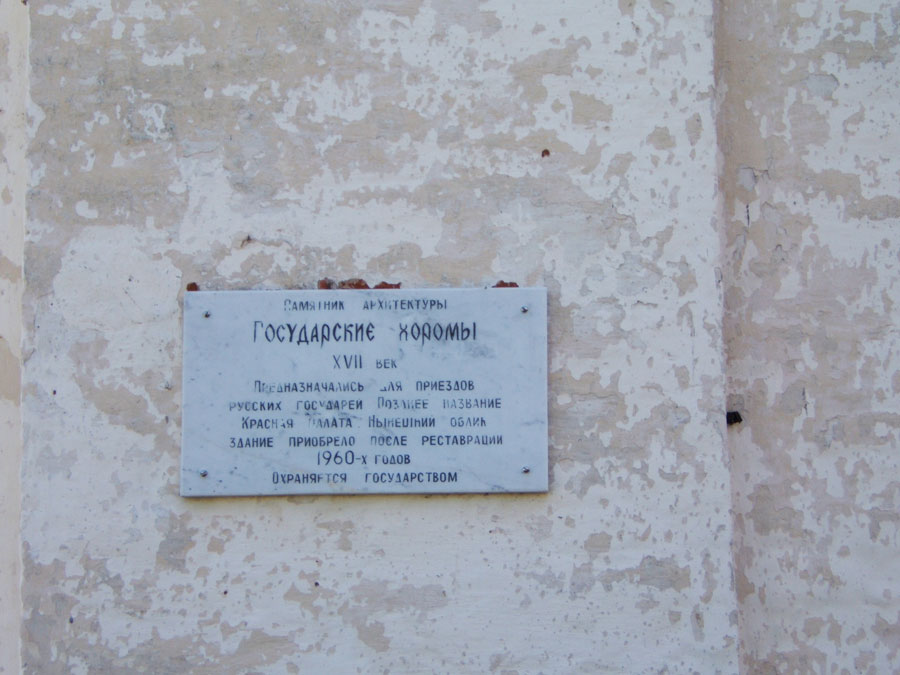 Памятник архитектуры
Государские хоромы
XVII век
Предназначались для приездов
русских государей Позднее название
Красная палата Нынешний облик
здание приобрело после реставрации
1960-х годов
Охраняется государством